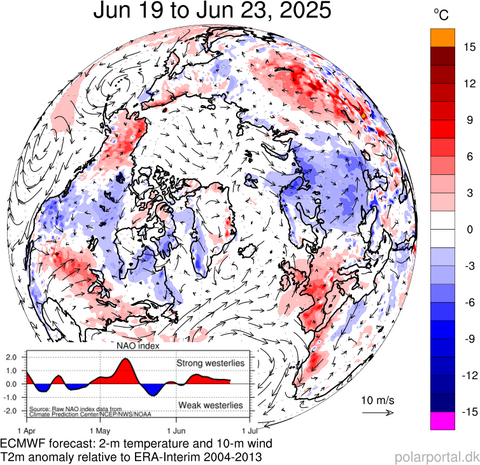 Jun 19 to Jun 23, 2025
°C
15
12
9
6
3
0
-3
-6
-9
-12
-15
NAO index
2.0
1.0
0.0
-1.0
-2.0
Strong westerlies
Weak westerlies
Source: Raw NAO index data from
Climate Prediction Center/NCEP/NWS/NOAA
1 Apr
1 May
1 Jun
1 Jul
10 m/s
ECMWF forecast: 2-m temperature and 10-m wind
T2m anomaly relative to ERA-Interim 2004-2013
polarportal.dk